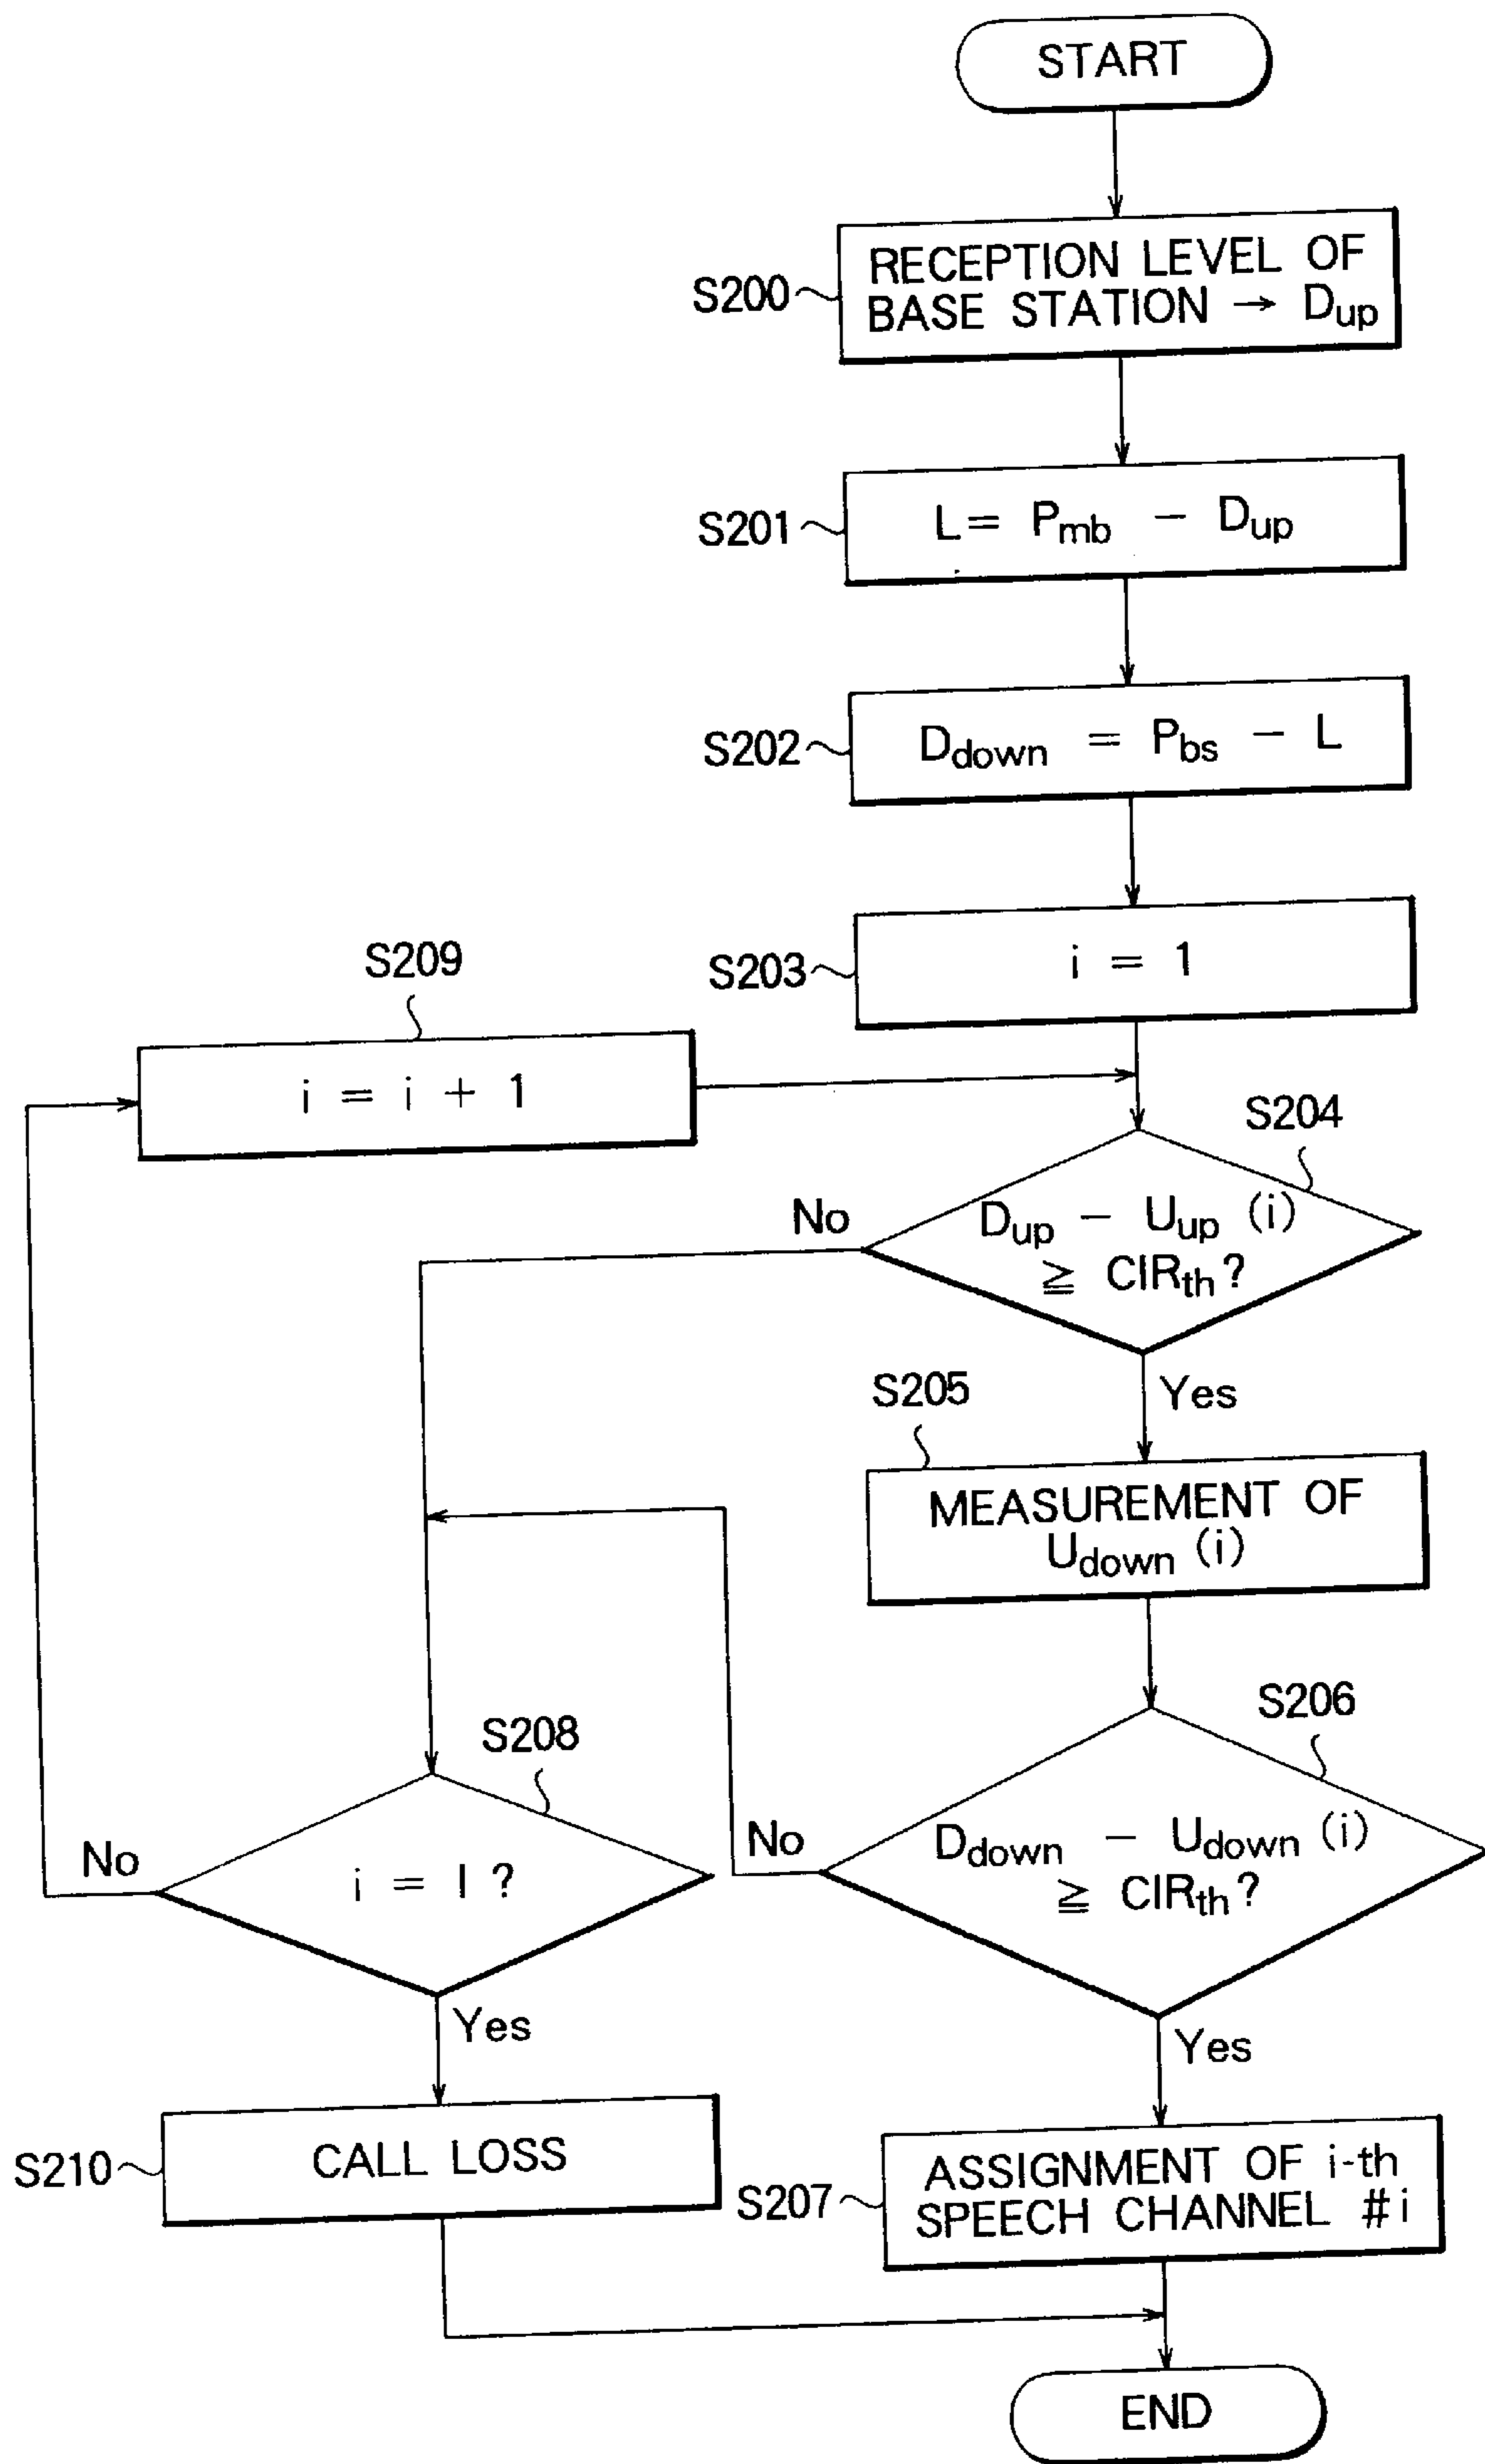 START
S200
RECEPTION LEVEL OF
BASE STATION → Dup
S201
L = Pmb - Dup
S202
Ddown = Pbs - L
S203
i = 1
S209
i = i + 1
S204
Dup - Uup (i)
≧ CIRth ?
No
Yes
S205
MEASUREMENT OF
Udown (i)
S206
Ddown - Udown (i)
≧ CIRth ?
No
Yes
S208
i = I ?
No
Yes
S210
CALL LOSS
S207
ASSIGNMENT OF i-th
SPEECH CHANNEL #i
END